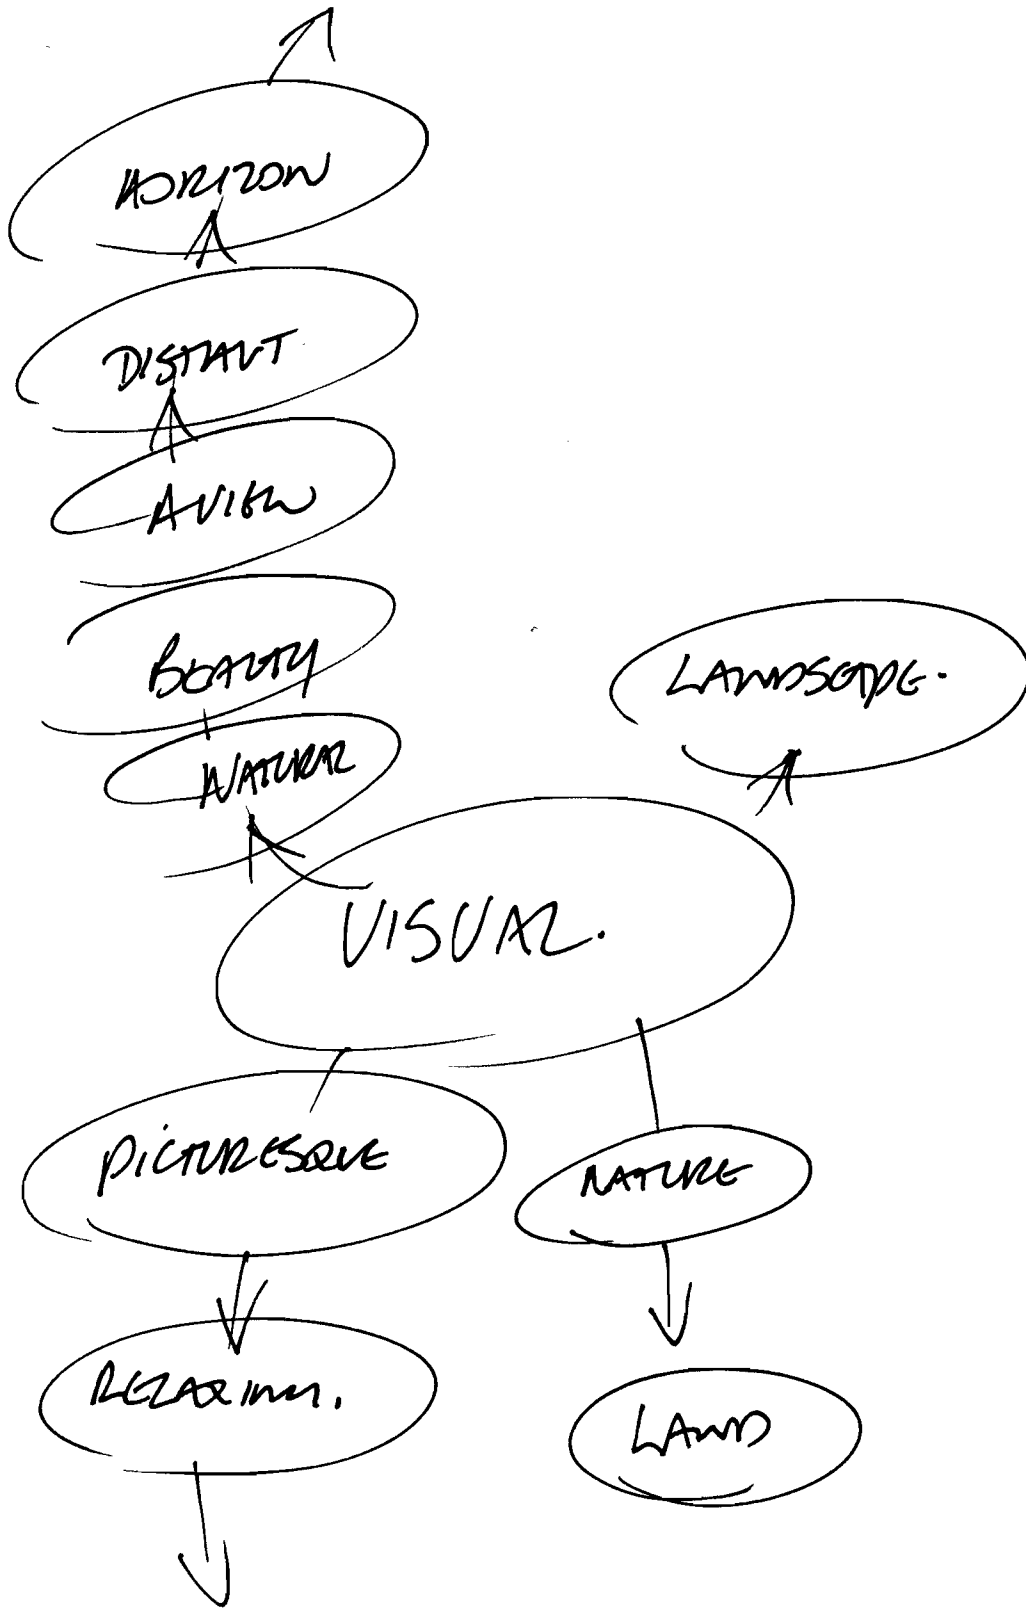 HORIZON
DISTANT
A VIEW
BEAUTY
NATURAL
LANDSCAPE.
VISUAL.
PICTURESQUE
NATURE
RELAXING.
LAND